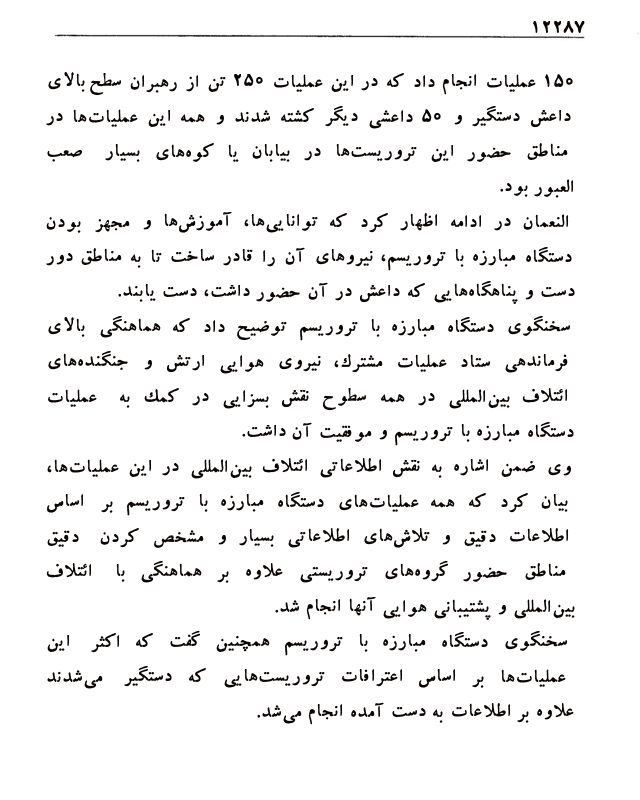 ۱۲۲۸۷
۱۵۰ عملیات انجام داد که در این عملیات ۲۵۰ تن از رهبران سطح بالای
داعش دستگیر و ۵۰ داعشی دیگر کشته شدند و همه این عملیات‌ها در
مناطق حضور این تروریست‌ها در بیابان یا کوه‌های بسیار صعب
العبور بود.
النعمان در ادامه اظهار کرد که توانایی‌ها، آموزش‌ها و مجهز بودن
دستگاه مبارزه با تروریسم، نیروهای آن را قادر ساخت تا به مناطق دور
دست و پناهگاه‌هایی که داعش در آن حضور داشت، دست یابند.
سخنگوی دستگاه مبارزه با تروریسم توضیح داد که هماهنگی بالای
فرماندهی ستاد عملیات مشترك، نیروی هوایی ارتش و جنگنده‌های
ائتلاف بین‌المللی در همه سطوح نقش بسزایی در کمك به عملیات
دستگاه مبارزه با تروریسم و موفقیت آن داشت.
وی ضمن اشاره به نقش اطلاعاتی ائتلاف بین‌المللی در این عملیات‌ها،
بیان کرد که همه عملیات‌های دستگاه مبارزه با تروریسم بر اساس
اطلاعات دقیق و تلاش‌های اطلاعاتی بسیار و مشخص کردن دقیق
مناطق حضور گروه‌های تروریستی علاوه بر هماهنگی با ائتلاف
بین‌المللی و پشتیبانی هوایی آنها انجام شد.
سخنگوی دستگاه مبارزه با تروریسم همچنین گفت که اکثر این
عملیات‌ها بر اساس اعترافات تروریست‌هایی که دستگیر می‌شدند
علاوه بر اطلاعات به دست آمده انجام می‌شد.